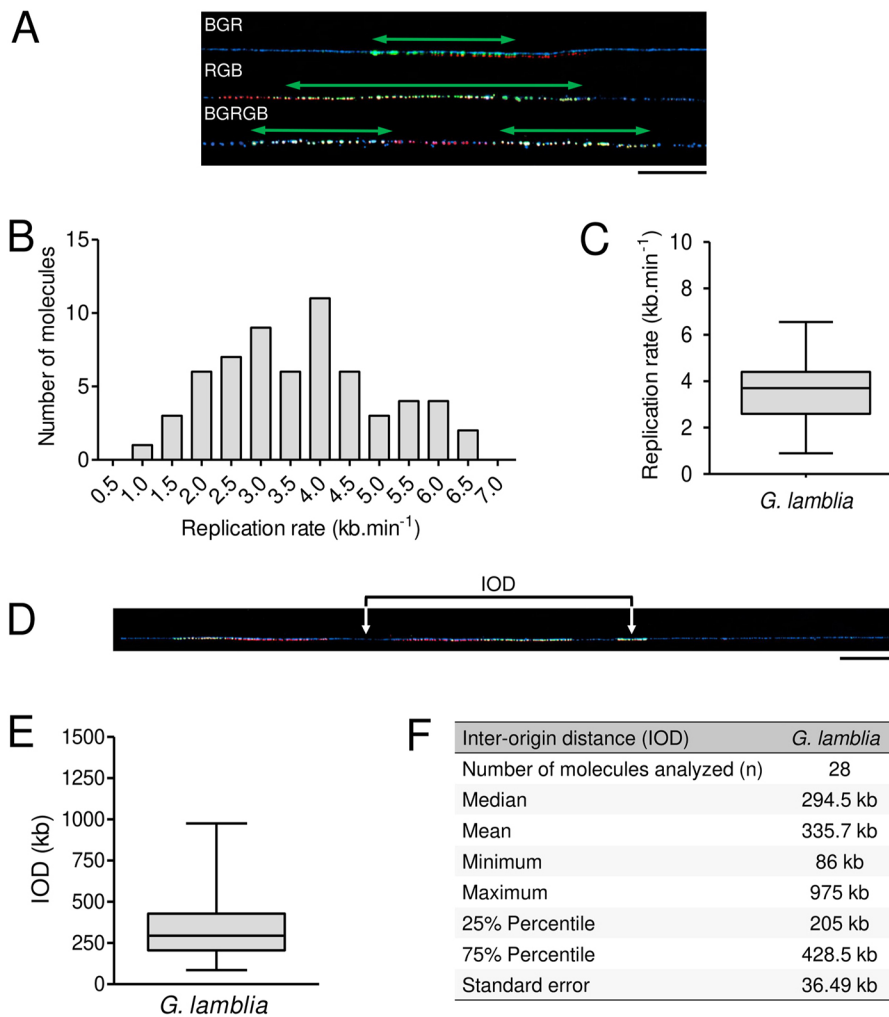 A
BGR
RGB
BGRGB
B
Number of molecules
15
10
5
0
0.5 1.0 1.5 2.0 2.5 3.0 3.5 4.0 4.5 5.0 5.5 6.0 6.5 7.0
Replication rate (kb.min⁻¹)
C
Replication rate (kb.min⁻¹)
10
8
6
4
2
0
G. lamblia
D
IOD
E
IOD (kb)
1500
1250
1000
750
500
250
0
G. lamblia
F
Inter-origin distance (IOD) G. lamblia
Number of molecules analyzed (n) 28
Median 294.5 kb
Mean 335.7 kb
Minimum 86 kb
Maximum 975 kb
25% Percentile 205 kb
75% Percentile 428.5 kb
Standard error 36.49 kb